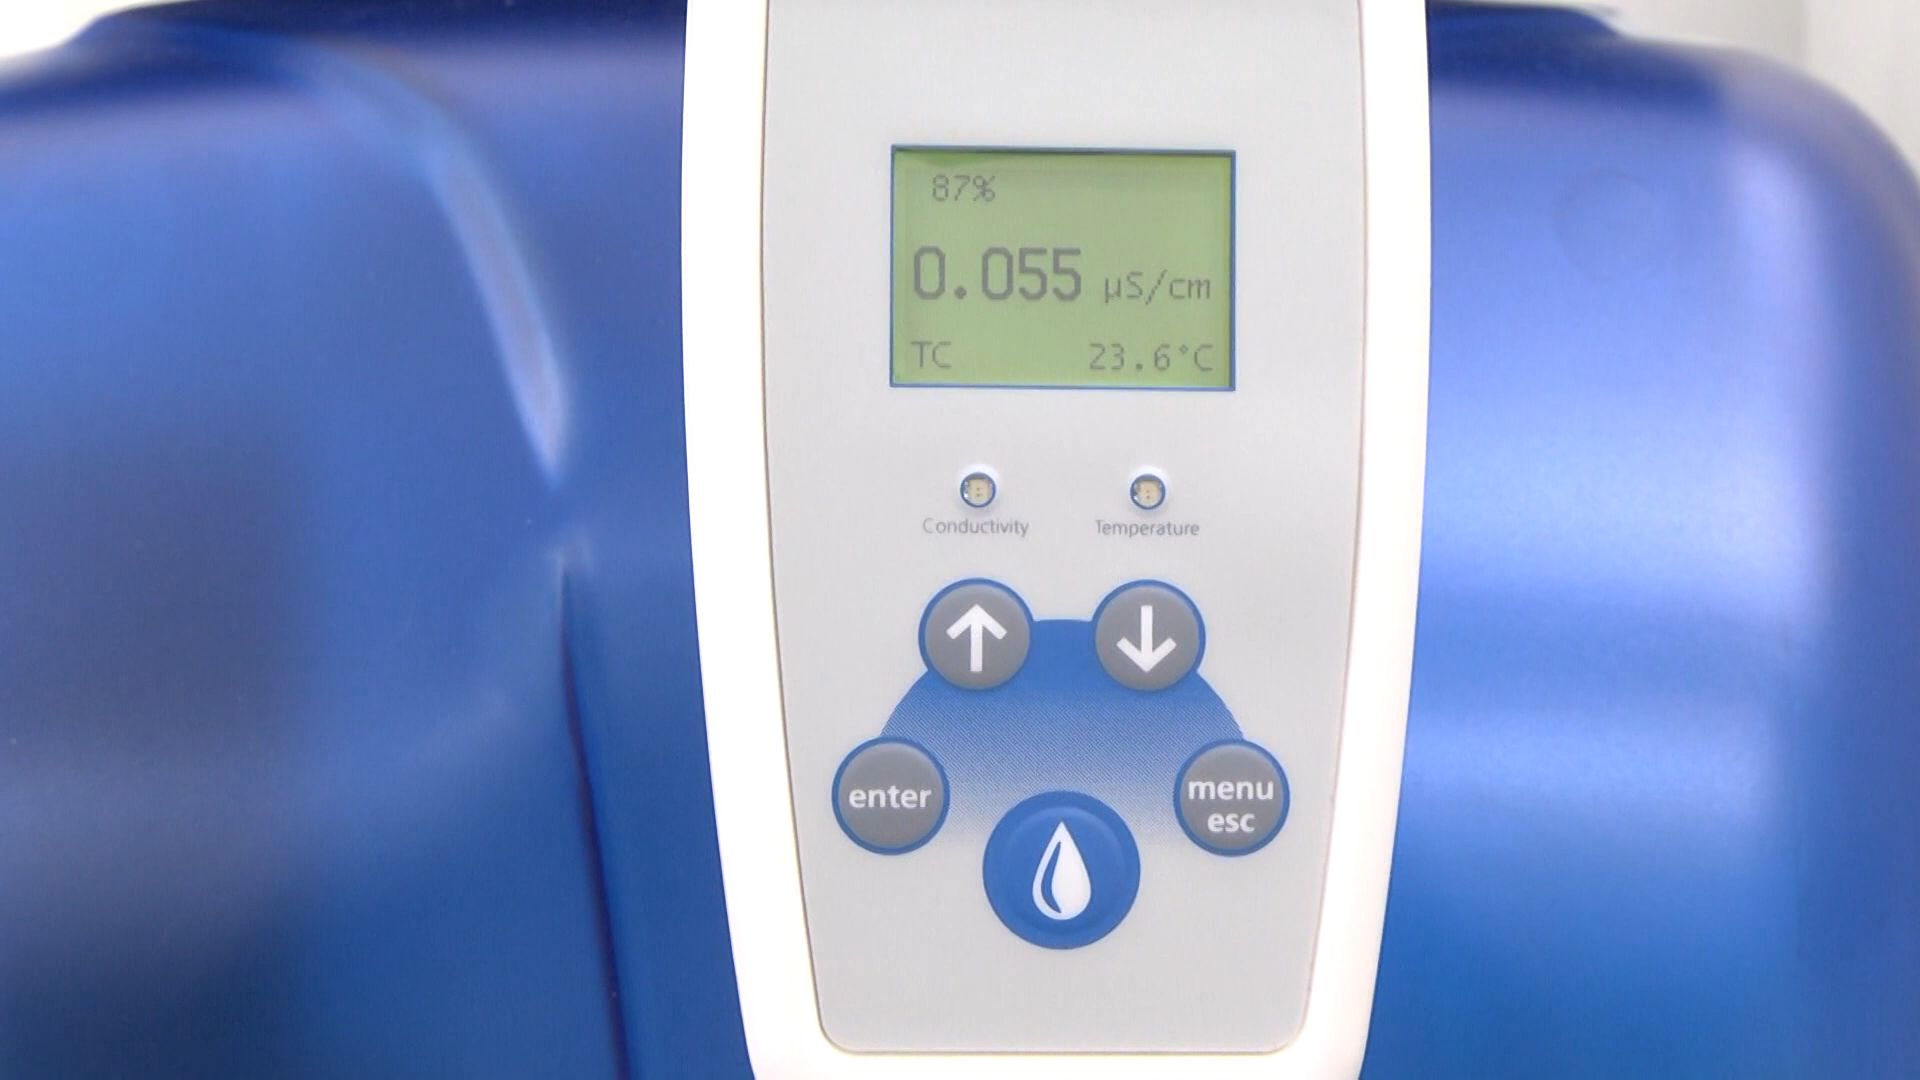 87%
0.055 µS/cm
TC 23.6°C
Conductivity Temperature
enter
menu
esc